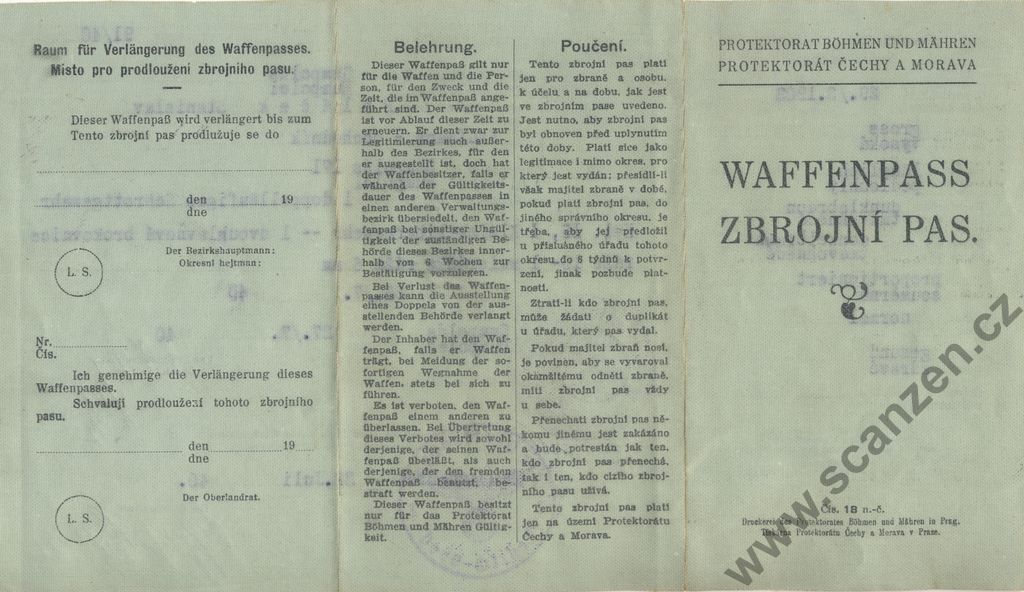 Raum für Verlängerung des Waffenpasses.
Místo pro prodloužení zbrojního pasu.
Dieser Waffenpaß wird verlängert bis zum
Tento zbrojní pas prodlužuje se do
den 19
dne
Der Bezirkshauptmann:
Okresní hejtman:
L. S.
Nr.
Čís.
Ich genehmige die Verlängerung dieses
Waffenpasses.
Schvaluji prodloužení tohoto zbrojního
pasu.
den 19
dne
Der Oberlandrat.
L. S.
Belehrung.
Dieser Waffenpaß gilt nur
für die Waffen und die Per-
son, für den Zweck und die
Zeit, die im Waffenpaß ange-
führt sind. Der Waffenpaß
ist vor Ablauf dieser Zeit zu
erneuern. Er dient zwar zur
Legitimierung auch außer-
halb des Bezirkes, für den
er ausgestellt ist, doch hat
der Waffenbesitzer, falls er
während der Gültigkeits-
dauer des Waffenpasses in
einen anderen Verwaltungs-
bezirk übersiedelt, den Waf-
fenpaß bei sonstiger Ungül-
tigkeit der zuständigen Be-
hörde dieses Bezirkes inner-
halb von 6 Wochen zur
Bestätigung vorzulegen.
Bei Verlust des Waffen-
passes kann die Ausstellung
eines Doppels von der aus-
stellenden Behörde verlangt
werden.
Der Inhaber hat den Waf-
fenpaß, falls er Waffen
trägt, bei Meidung der so-
fortigen Wegnahme der
Waffen, stets bei sich zu
führen.
Es ist verboten, den Waf-
fenpaß einem anderen zu
überlassen. Bei Übertretung
dieses Verbotes wird sowohl
derjenige, der seinen Waf-
fenpaß überläßt, als auch
derjenige, der den fremden
Waffenpaß benutzt, be-
straft werden.
Dieser Waffenpaß besitzt
nur für das Protektorat
Böhmen und Mähren Gültig-
keit.
Poučení.
Tento zbrojní pas platí
jen pro zbraně a osobu,
k účelu a na dobu, jak jest
ve zbrojním pase uvedeno.
Jest nutno, aby zbrojní pas
byl obnoven před uplynutím
této doby. Platí sice jako
legitimace i mimo okres, pro
který jest vydán; přesídlí-li
však majitel zbraně v době,
pokud platí zbrojní pas, do
jiného správního okresu, je
třeba, aby jej předložil
u příslušného úřadu tohoto
okresu do 6 týdnů k potvr-
zení, jinak pozbude plat-
nosti.
Ztratí-li kdo zbrojní pas,
může žádati o duplikát
u úřadu, který pas vydal.
Pokud majitel zbraň nosí,
je povinen, aby se vyvaroval
okamžitému odnětí zbraně,
míti zbrojní pas vždy
u sebe.
Přenechati zbrojní pas ně-
komu jinému jest zakázáno
a bude potrestán jak ten,
kdo zbrojní pas přenechá,
tak i ten, kdo cizího zbroj-
ního pasu užívá.
Tento zbrojní pas platí
jen na území Protektorátu
Čechy a Morava.
PROTEKTORAT BÖHMEN UND MÄHREN
PROTEKTORÁT ČECHY A MORAVA
WAFFENPASS
ZBROJNÍ PAS.
Čís. 18 n.-č.
Druckerei des Protektorates Böhmen und Mähren in Prag.
Tiskárna Protektorátu Čechy a Morava v Praze.
www.scanzen.cz